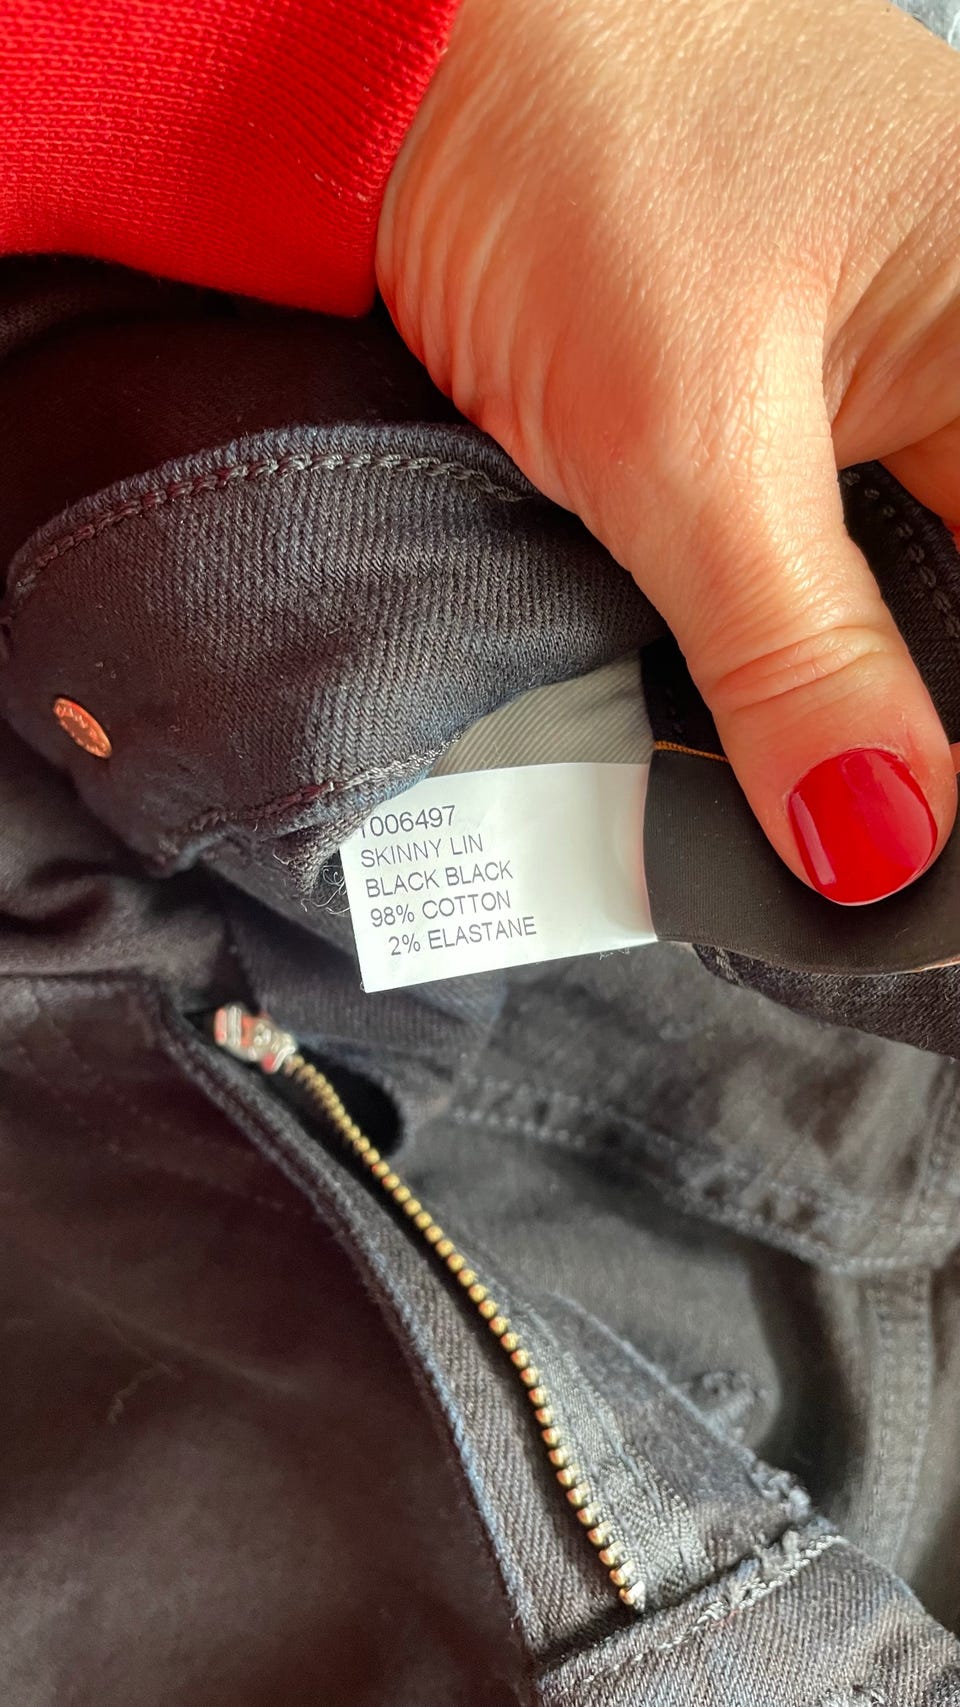 1006497
SKINNY LIN
BLACK BLACK
98% COTTON
2% ELASTANE